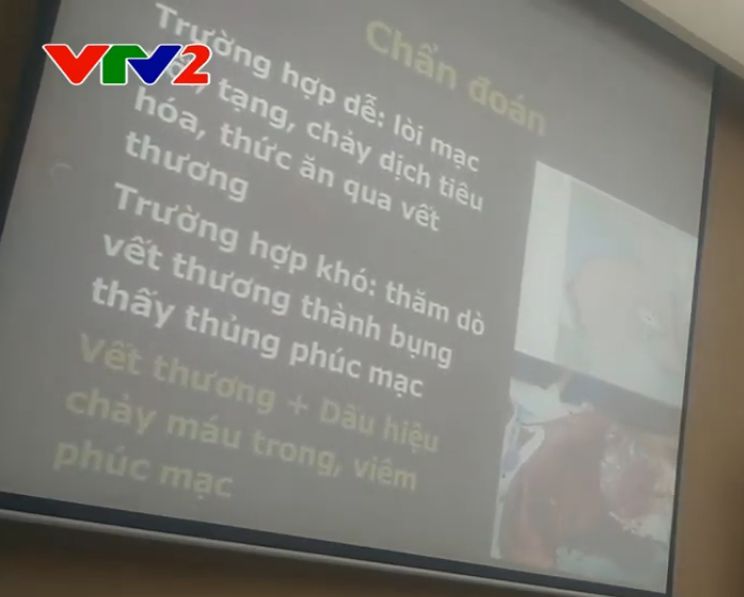 VTV2
Chẩn đoán
Trường hợp dễ: lòi mạc
tạng, chảy dịch tiêu
hóa, thức ăn qua vết
thương
Trường hợp khó: thăm dò
vết thương thành bụng
thấy thủng phúc mạc
Vết thương + Dấu hiệu
chảy máu trong, viêm
phúc mạc